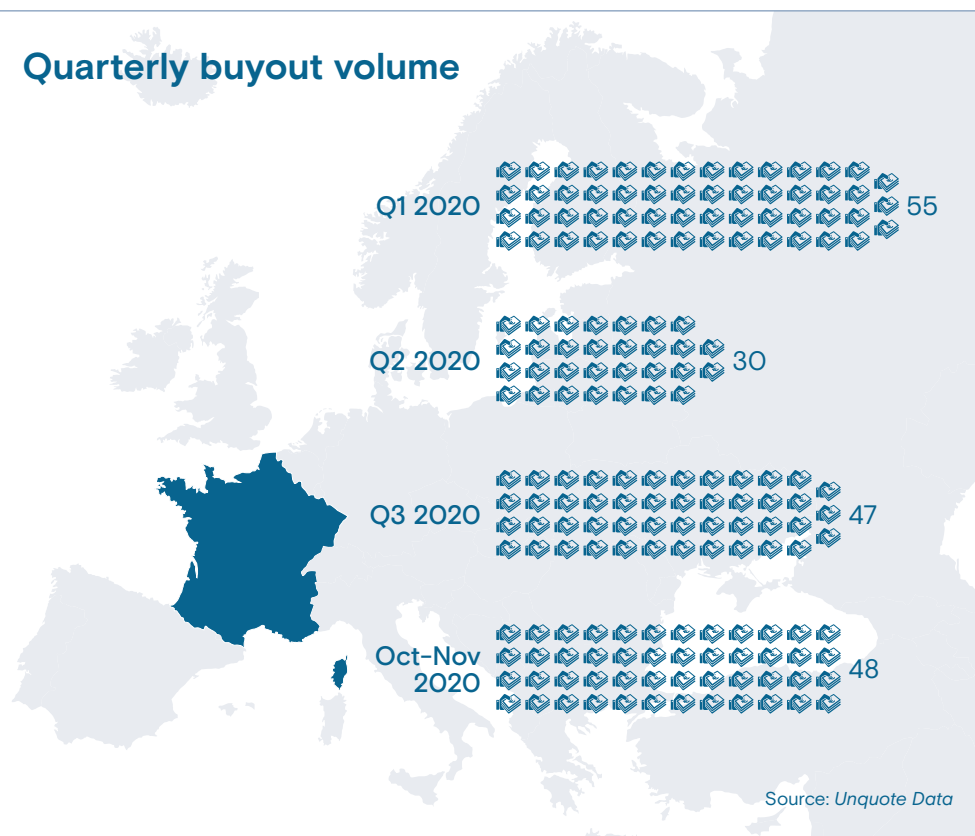 Quarterly buyout volume
Q1 2020 55
Q2 2020 30
Q3 2020 47
Oct–Nov
2020 48
Source: Unquote Data